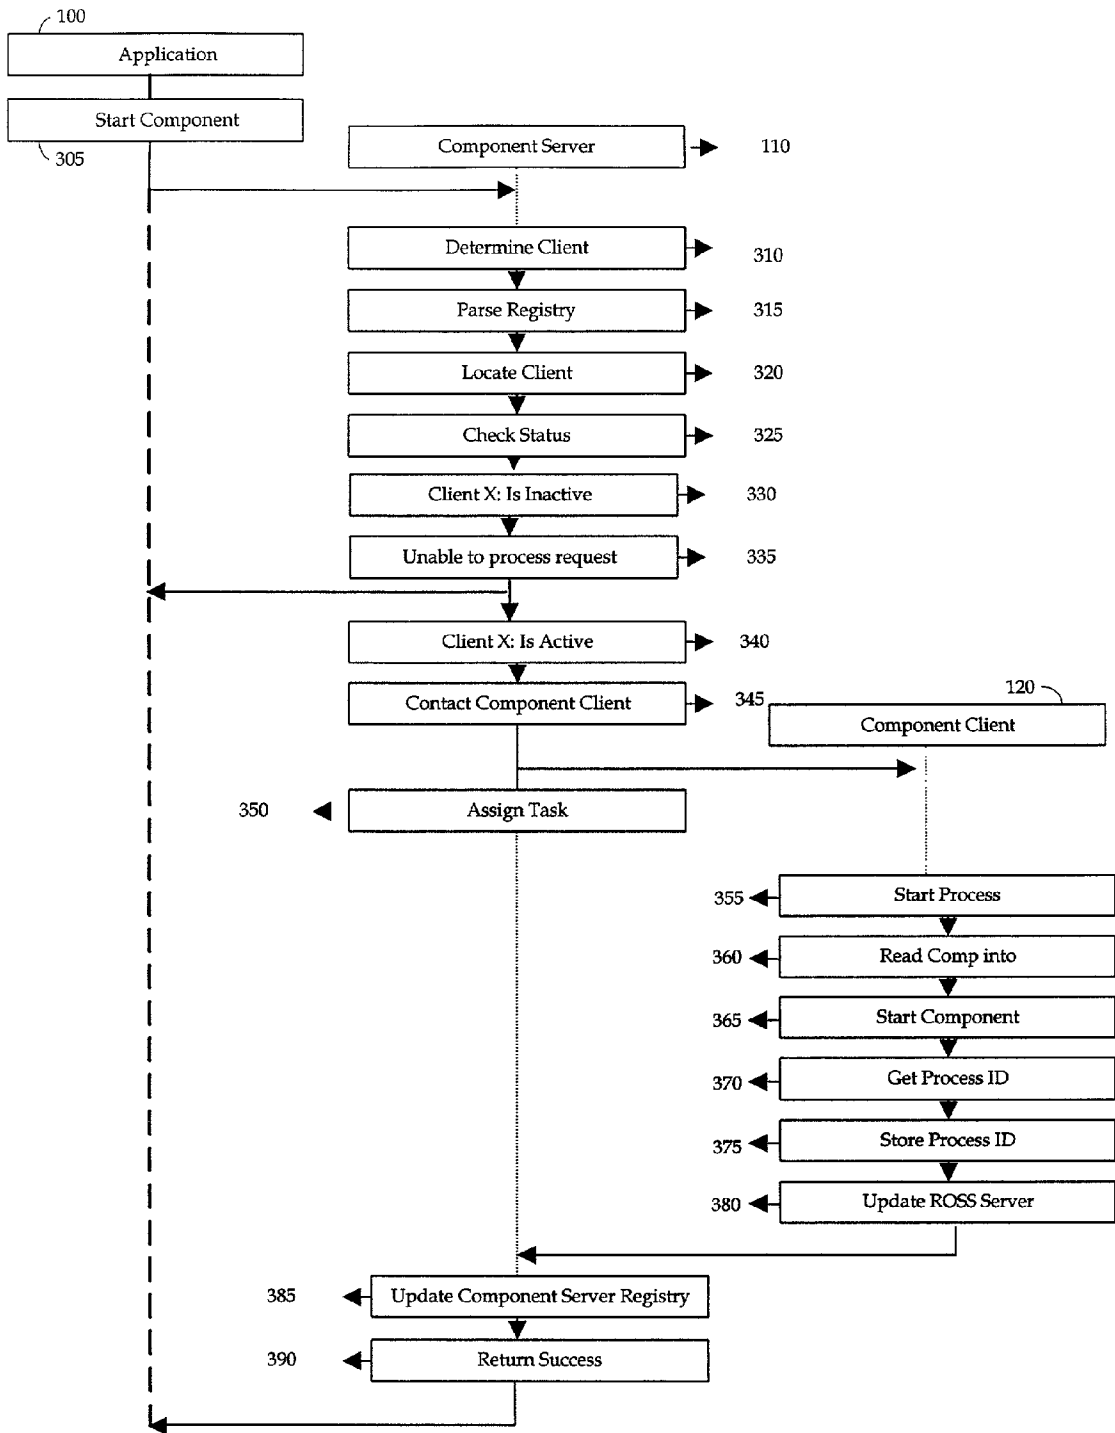 100
Application
Start Component
305
Component Server
110
Determine Client
310
Parse Registry
315
Locate Client
320
Check Status
325
Client X: Is Inactive
330
Unable to process request
335
Client X: Is Active
340
Contact Component Client
345
120
Component Client
350
Assign Task
355
Start Process
360
Read Comp into
365
Start Component
370
Get Process ID
375
Store Process ID
380
Update ROSS Server
385
Update Component Server Registry
390
Return Success